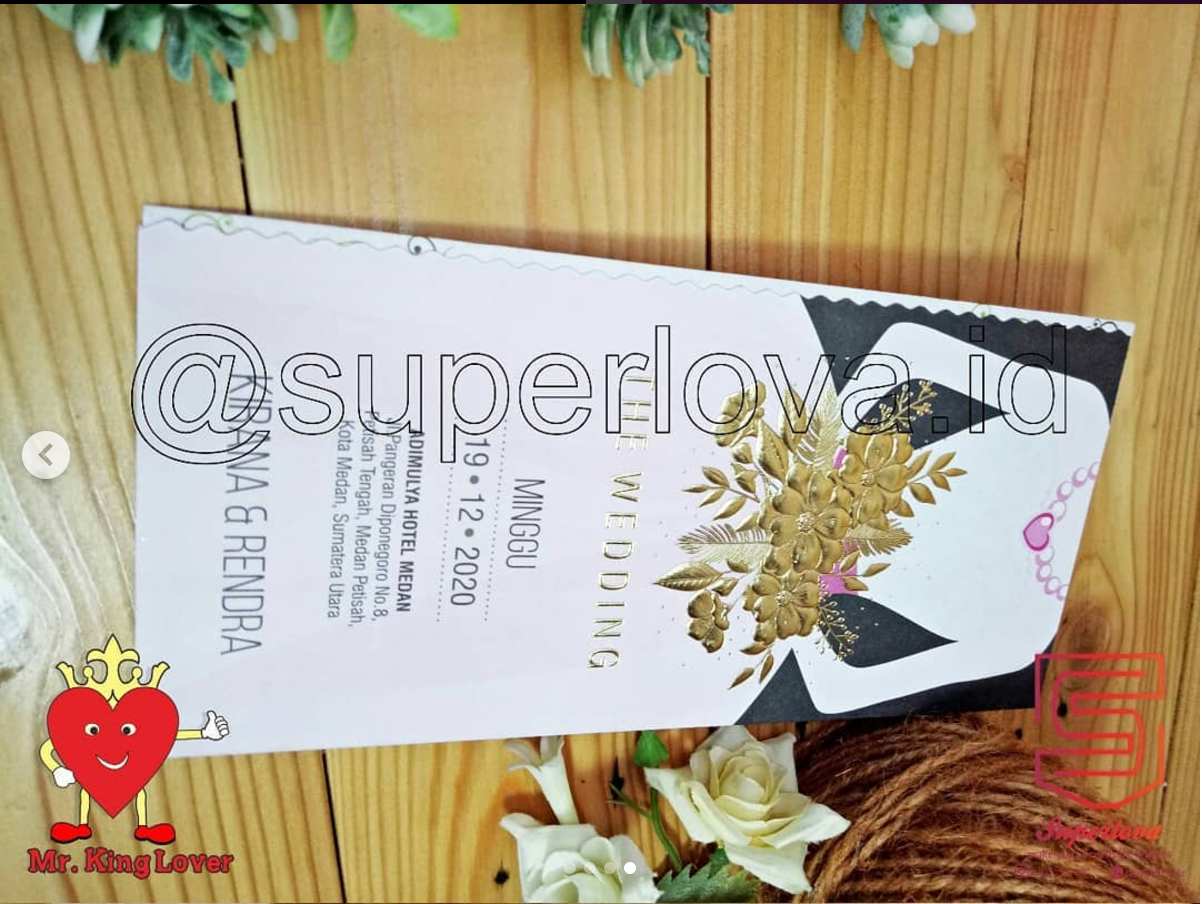 @superlova.id
THE WEDDING
MINGGU
19 • 12 • 2020
ADIMULYA HOTEL MEDAN
Jl.Pangeran Diponegoro No.8,
Petisah Tengah, Medan Petisah,
Kota Medan, Sumatera Utara
KIRANA & RENDRA
Mr. King Lover
Superlova